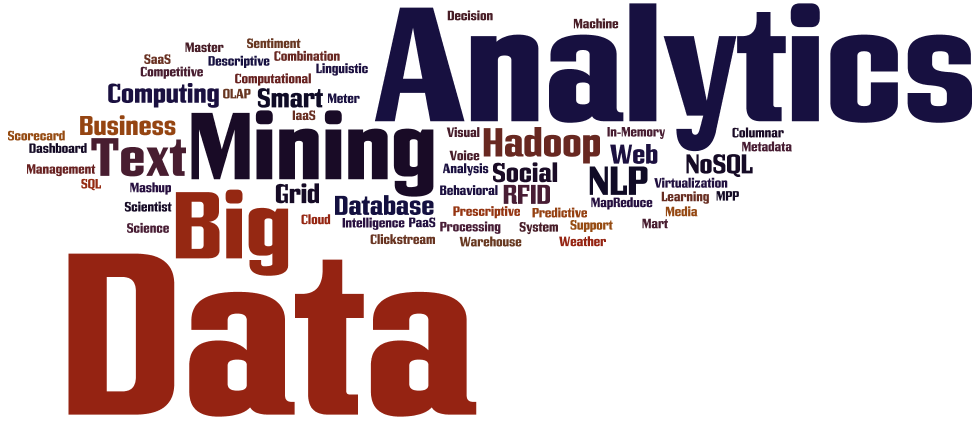 Decision
Machine
Analytics
Master
Sentiment
SaaS
Descriptive
Combination
Competitive
Linguistic
Computational
Computing
OLAP
Smart
Meter
IaaS
Scorecard
Business
Mining
Dashboard
Text
Management
SQL
Visual
Hadoop
In-Memory
Columnar
Metadata
Voice
Web
Analysis
Social
NoSQL
NLP
Virtualization
Behavioral
RFID
MapReduce
Learning
MPP
Mashup
Grid
Scientist
Big
Database
Prescriptive
Predictive
Media
Science
Cloud
Intelligence
PaaS
Processing
System
Support
Mart
Clickstream
Warehouse
Weather
Data